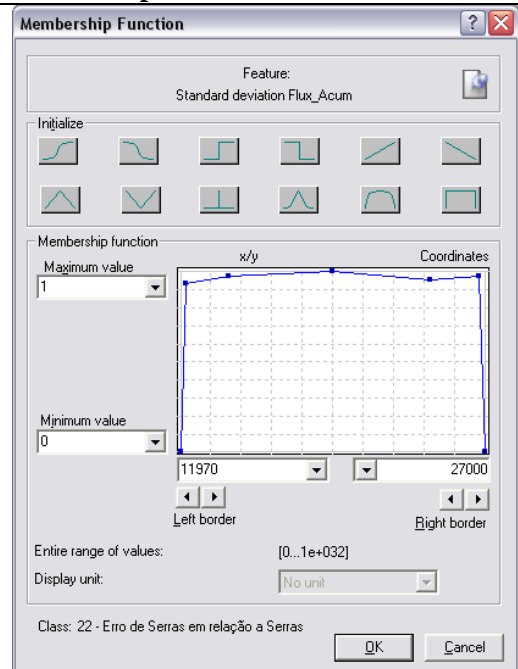 Membership Function
Feature:
Standard deviation Flux_Acum
Initialize
Membership function
x/y
Coordinates
Maximum value
1
Minimum value
0
11970
27000
Left border
Right border
Entire range of values:
[0...1e+032]
Display unit:
No unit
Class: 22 - Erro de Serras em relação a Serras
OK
Cancel